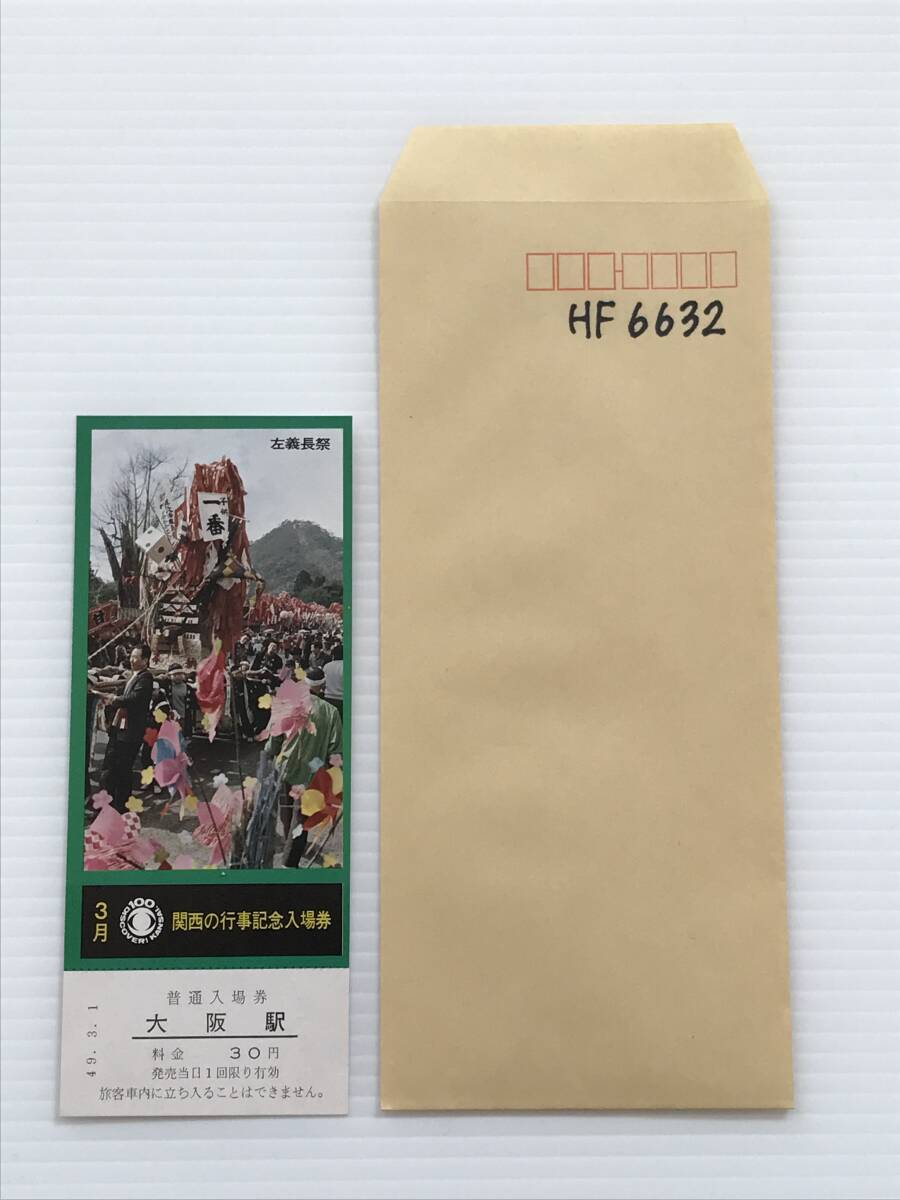 HF 6632
左義長祭
一番
3月
100
DISCOVER! KANSAI
関西の行事記念入場券
普通入場券
大阪駅
料金 30円
発売当日1回限り有効
旅客車内に立ち入ることはできません。
49.3.1